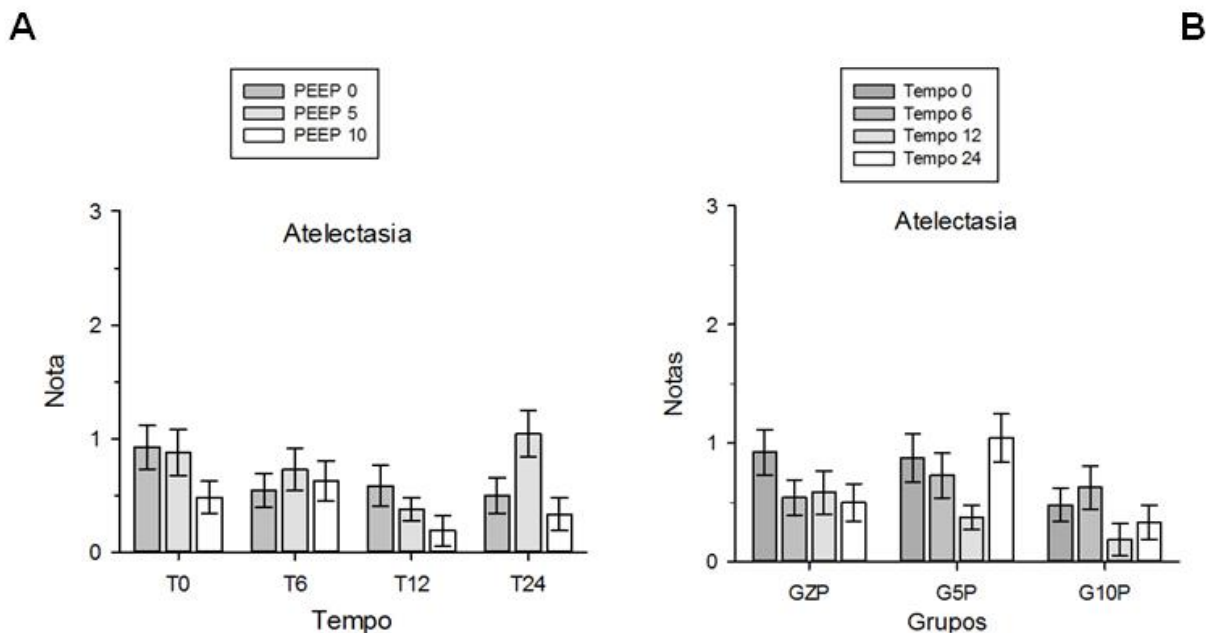 A
B
PEEP 0
PEEP 5
PEEP 10
Atelectasia
3
2
1
0
Nota
T0
T6
T12
T24
Tempo
Tempo 0
Tempo 6
Tempo 12
Tempo 24
Atelectasia
3
2
1
0
Notas
GZP
G5P
G10P
Grupos